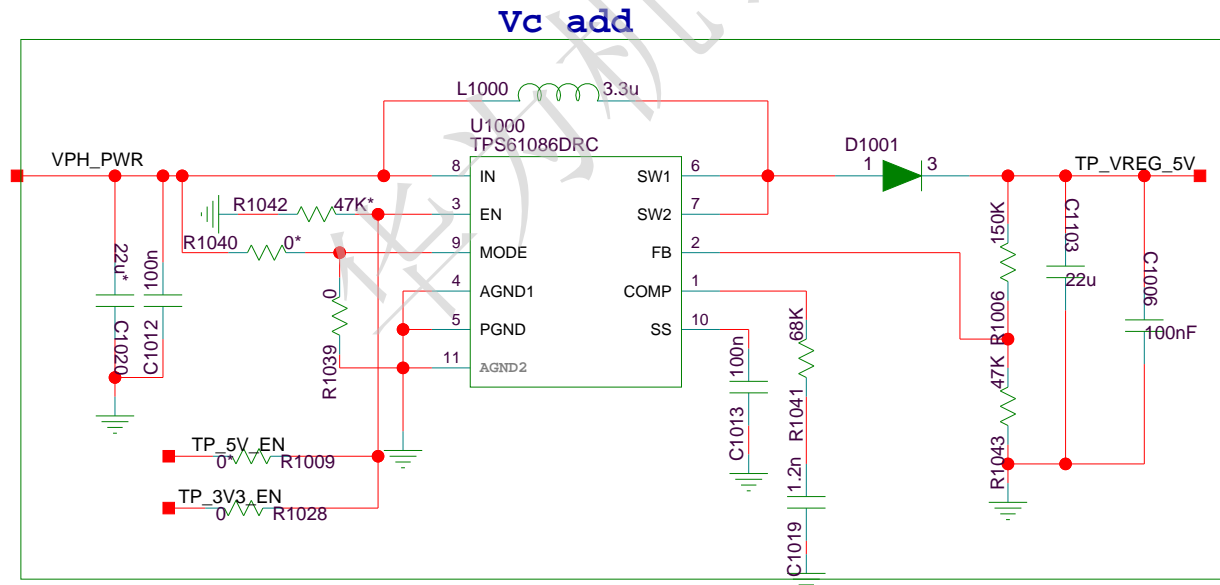 Vc add
L1000 3.3u
U1000
TPS61086DRC
VPH_PWR
8 IN SW1 6
3 EN SW2 7
9 MODE FB 2
4 AGND1 COMP 1
5 PGND SS 10
11 AGND2
D1001
1 3
TP_VREG_5V
R1042 47K*
R1040 0*
22u*
C1020
100n
C1012
0
R1039
TP_5V_EN
0* R1009
TP_3V3_EN
0 R1028
100n
C1013
68K
R1041
1.2n
C1019
150K
R1006
47K
R1043
C1103
22u
C1006
100nF
华为机